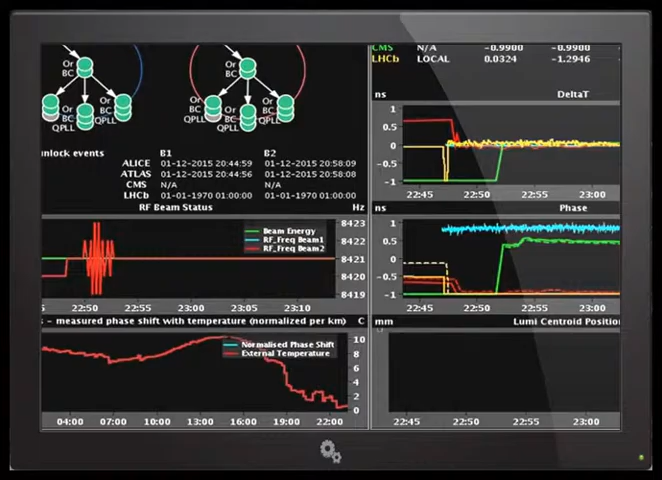 CMS N/A -0.9900 -0.9900
LHCb LOCAL 0.0324 -1.2946
Or
BC
Or
BC
Or
BC
QPLL
Or
BC
QPLL
Or
BC
QPLL
Or
BC
QPLL
unlock events B1 B2
ALICE 01-12-2015 20:44:59 01-12-2015 20:58:09
ATLAS 01-12-2015 20:44:56 01-12-2015 20:58:08
CMS N/A N/A
LHCb 01-01-1970 01:00:00 01-01-1970 01:00:00
RF Beam Status Hz
Beam Energy
RF_Freq Beam1
RF_Freq Beam2
8423
8422
8421
8420
8419
22:50 22:55 23:00 23:05 23:10
s - measured phase shift with temperature (normalized per km) C
Normalised Phase Shift
External Temperature
10
8
6
4
2
0
04:00 07:00 10:00 13:00 16:00 19:00 22:00
ns DeltaT
1
0.5
0
-0.5
-1
22:45 22:50 22:55 23:00
ns Phase
1
0.5
0
-0.5
-1
22:45 22:50 22:55 23:00
mm Lumi Centroid Position
22:45 22:50 22:55 23:00